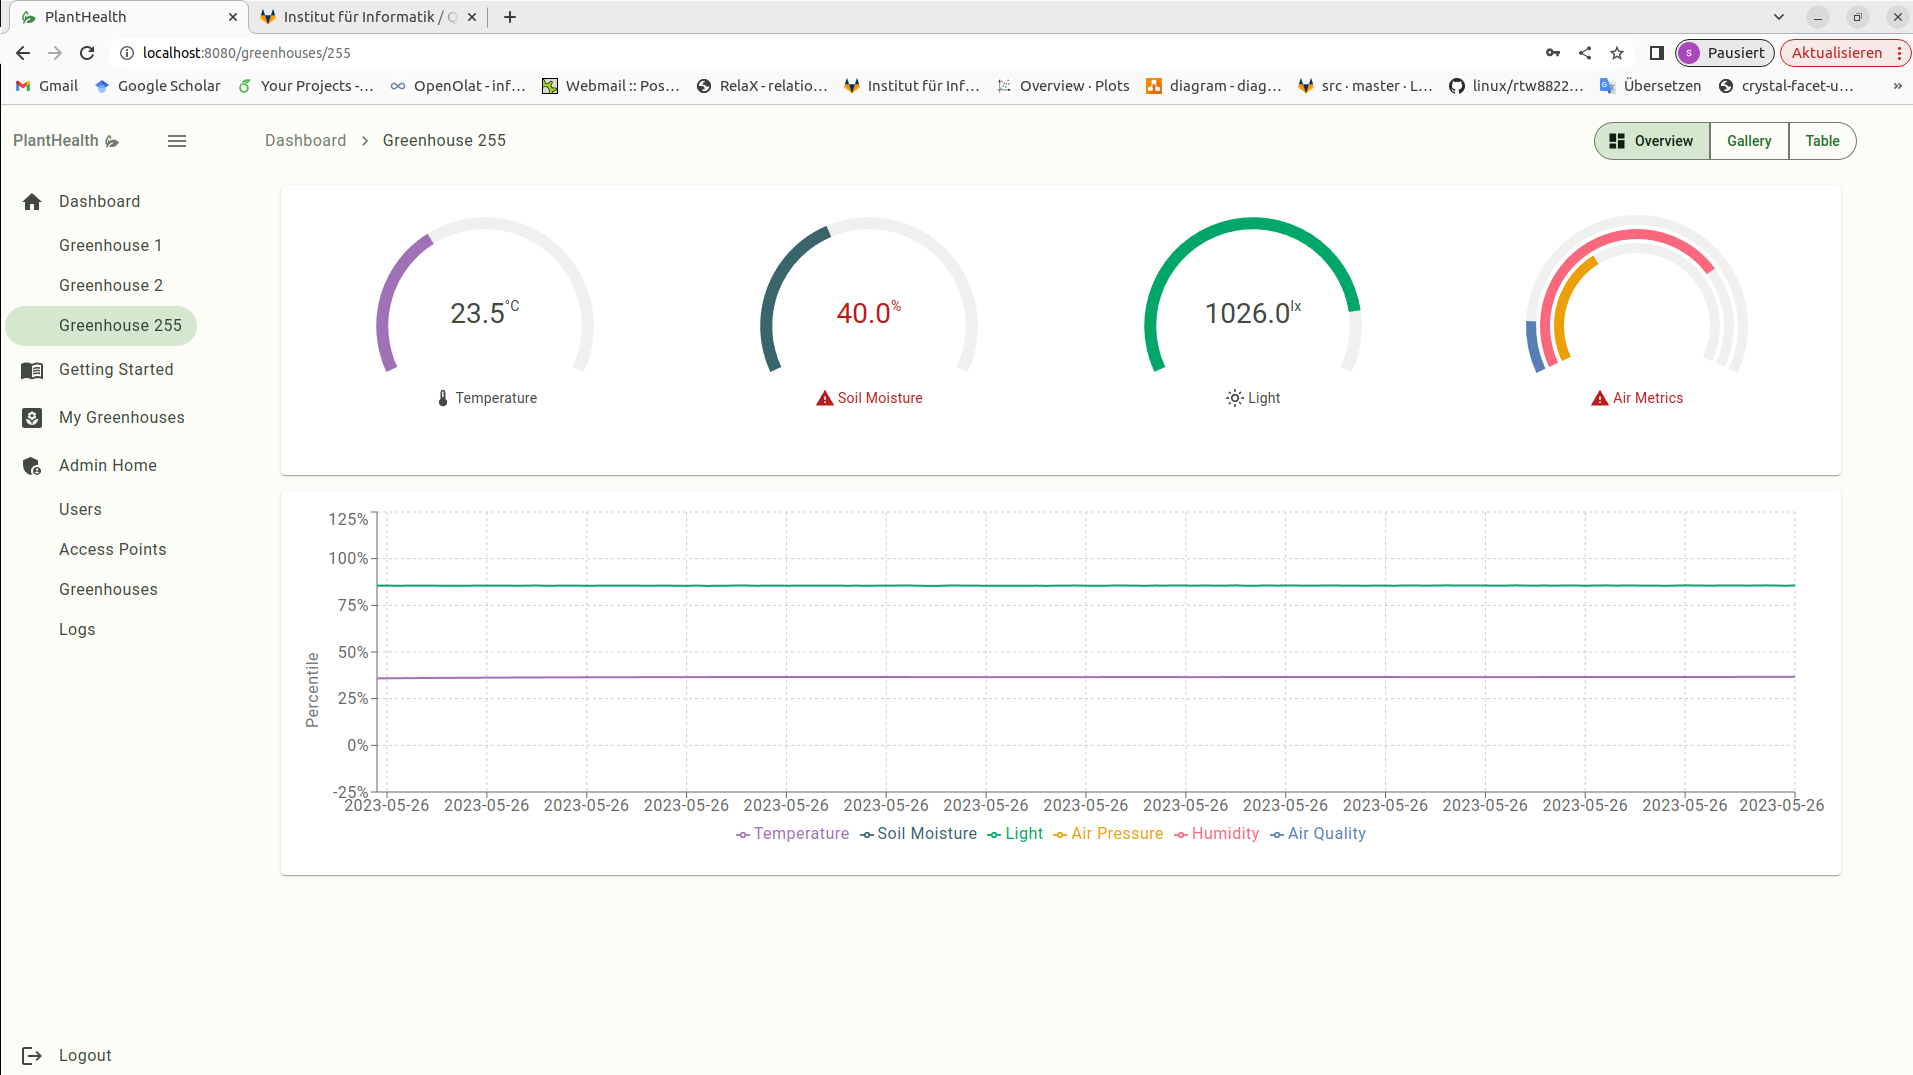 PlantHealth
Institut für Informatik / Q
localhost:8080/greenhouses/255
S Pausiert Aktualisieren
Gmail Google Scholar Your Projects -... OpenOlat - inf... Webmail :: Pos... RelaX - relatio... Institut für Inf... Overview · Plots diagram - diag... src · master · L... linux/rtw8822... Übersetzen crystal-facet-u... »
PlantHealth
Dashboard > Greenhouse 255
Overview Gallery Table
Dashboard
Greenhouse 1
Greenhouse 2
Greenhouse 255
Getting Started
My Greenhouses
Admin Home
Users
Access Points
Greenhouses
Logs
Logout
23.5°C
Temperature
40.0%
Soil Moisture
1026.0lx
Light
Air Metrics
125%
100%
75%
50%
25%
0%
-25%
Percentile
2023-05-26 2023-05-26 2023-05-26 2023-05-26 2023-05-26 2023-05-26 2023-05-26 2023-05-26 2023-05-26 2023-05-26 2023-05-26 2023-05-26 2023-05-26 2023-05-26 2023-05-26
Temperature Soil Moisture Light Air Pressure Humidity Air Quality